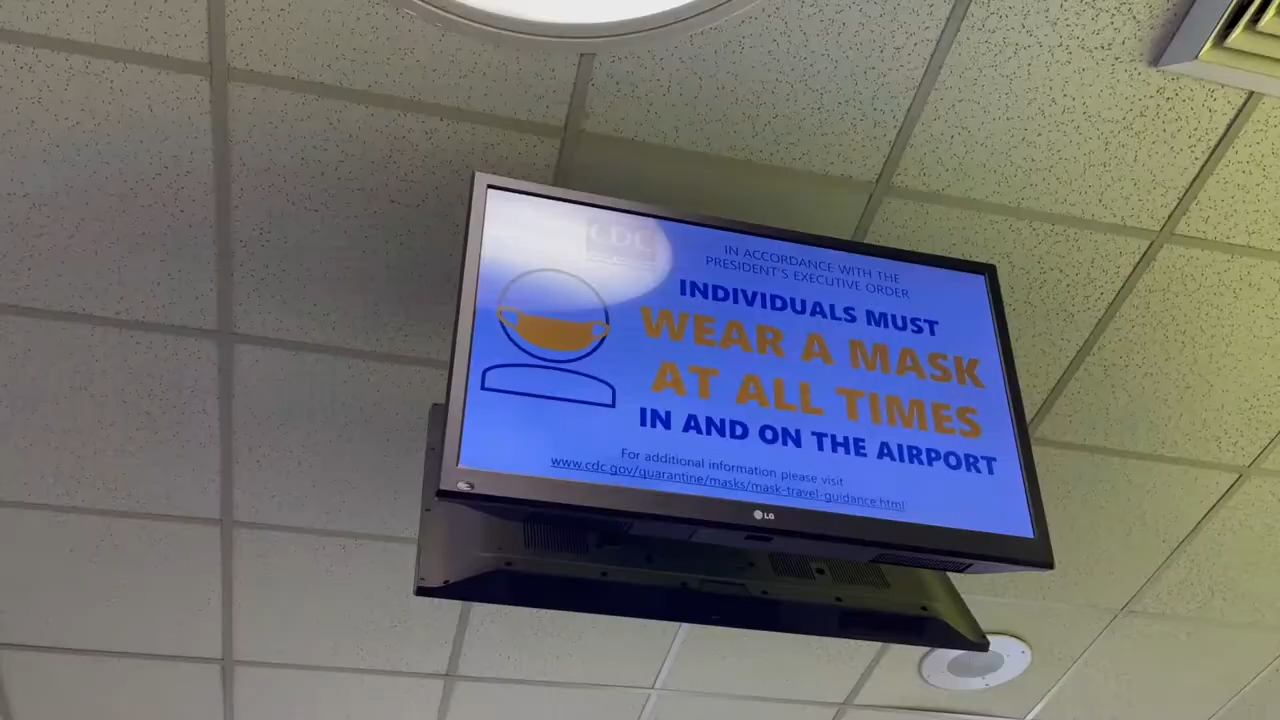 CDC
IN ACCORDANCE WITH THE
PRESIDENT'S EXECUTIVE ORDER
INDIVIDUALS MUST
WEAR A MASK
AT ALL TIMES
IN AND ON THE AIRPORT
For additional information please visit
www.cdc.gov/quarantine/masks/mask-travel-guidance.html
LG